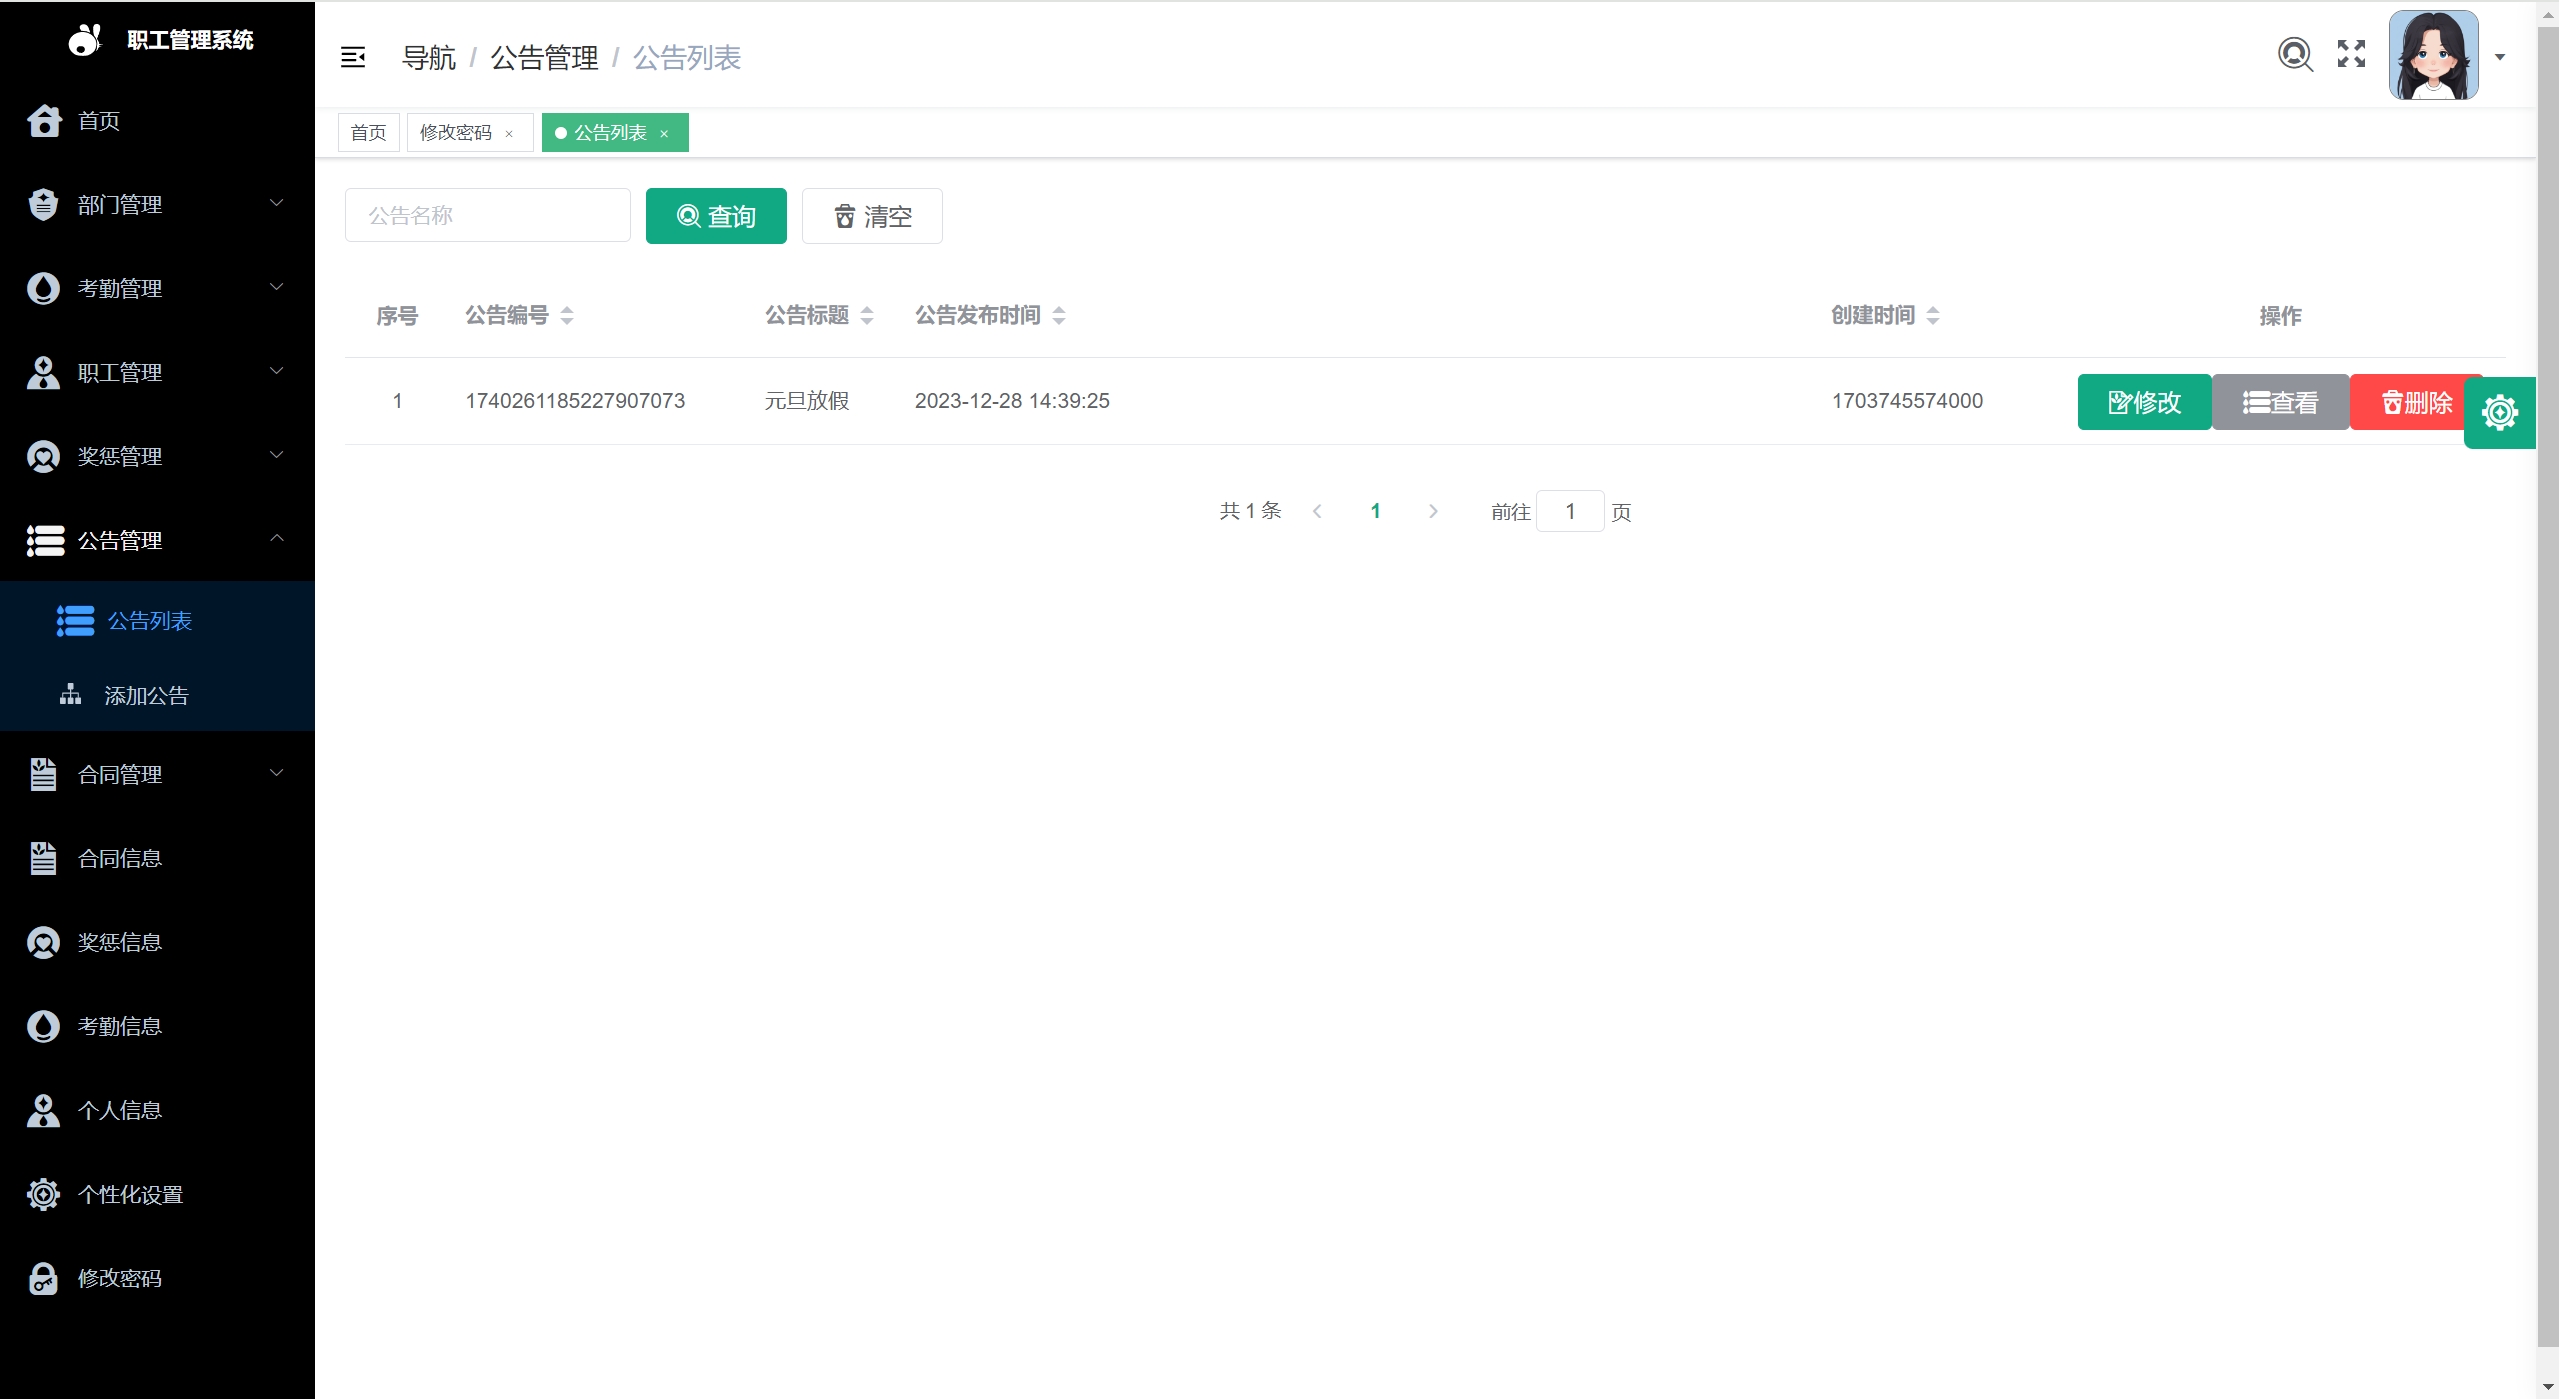 职工管理系统
首页
部门管理
考勤管理
职工管理
奖惩管理
公告管理
公告列表
添加公告
合同管理
合同信息
奖惩信息
考勤信息
个人信息
个性化设置
修改密码
导航 / 公告管理 / 公告列表
首页 修改密码 × 公告列表 ×
公告名称 查询 清空
序号 公告编号 公告标题 公告发布时间 创建时间 操作
1 1740261185227907073 元旦放假 2023-12-28 14:39:25 1703745574000 修改 查看 删除
共 1 条 1 前往 1 页